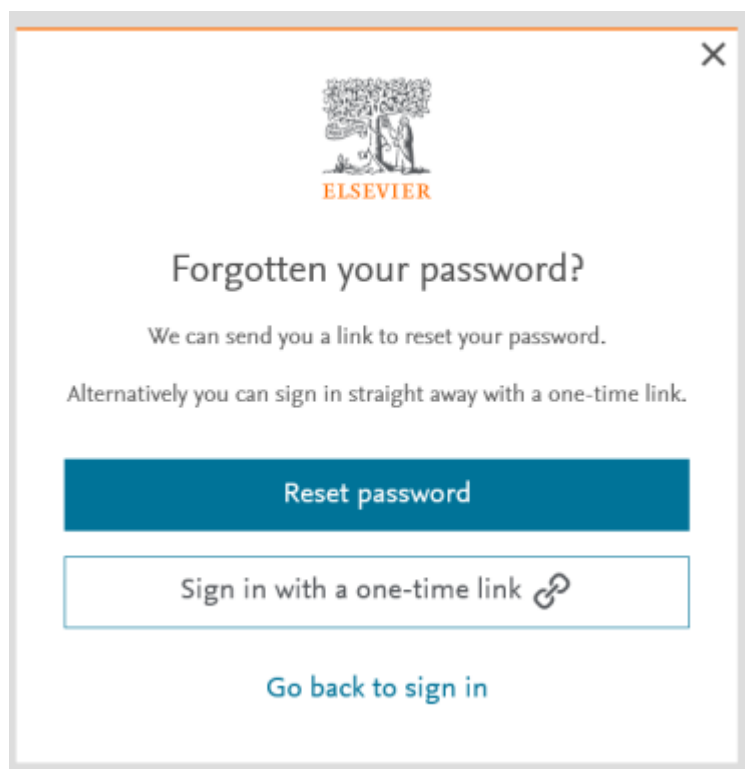 ELSEVIER
Forgotten your password?
We can send you a link to reset your password.
Alternatively you can sign in straight away with a one-time link.
Reset password
Sign in with a one-time link
Go back to sign in